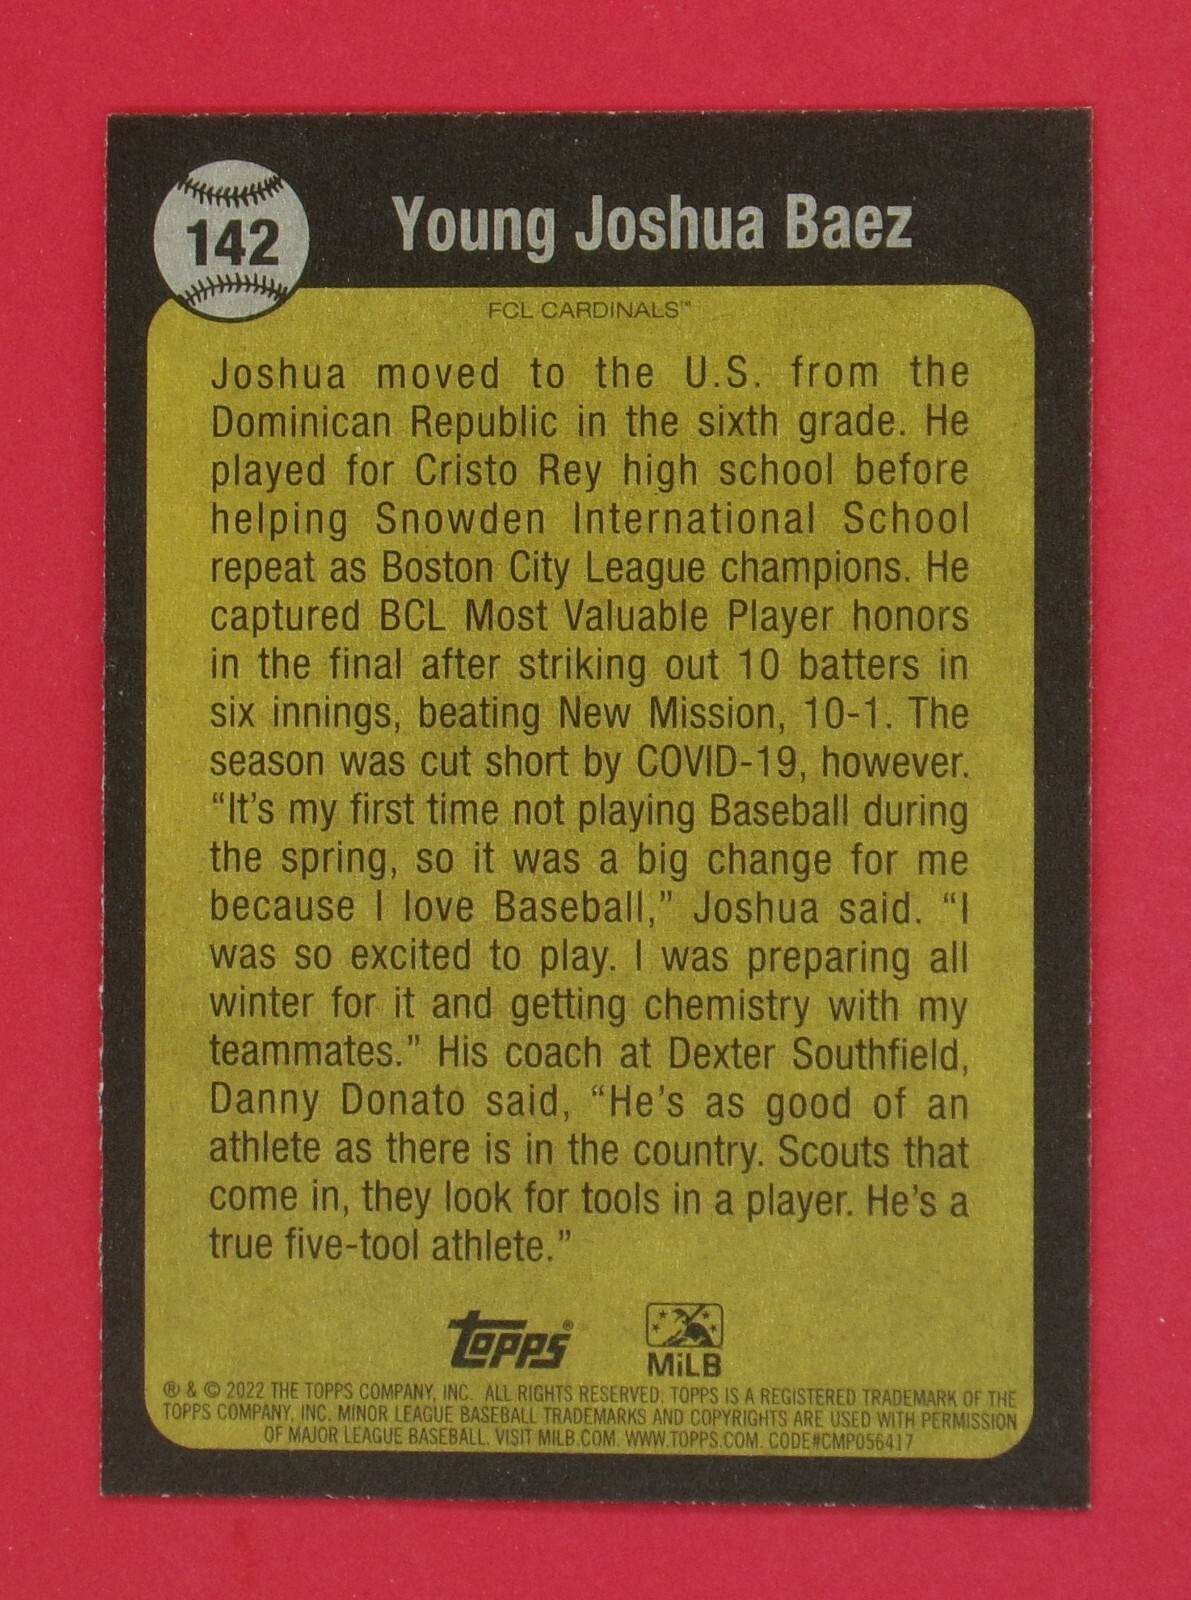 142
Young Joshua Baez
FCL CARDINALS™
Joshua moved to the U.S. from the
Dominican Republic in the sixth grade. He
played for Cristo Rey high school before
helping Snowden International School
repeat as Boston City League champions. He
captured BCL Most Valuable Player honors
in the final after striking out 10 batters in
six innings, beating New Mission, 10-1. The
season was cut short by COVID-19, however.
“It’s my first time not playing Baseball during
the spring, so it was a big change for me
because I love Baseball,” Joshua said. “I
was so excited to play. I was preparing all
winter for it and getting chemistry with my
teammates.” His coach at Dexter Southfield,
Danny Donato said, “He’s as good of an
athlete as there is in the country. Scouts that
come in, they look for tools in a player. He’s a
true five-tool athlete.”
topps®
MiLB
® & © 2022 THE TOPPS COMPANY, INC. ALL RIGHTS RESERVED. TOPPS IS A REGISTERED TRADEMARK OF THE
TOPPS COMPANY, INC. MINOR LEAGUE BASEBALL TRADEMARKS AND COPYRIGHTS ARE USED WITH PERMISSION
OF MAJOR LEAGUE BASEBALL. VISIT MILB.COM. WWW.TOPPS.COM. CODE#CMP056417